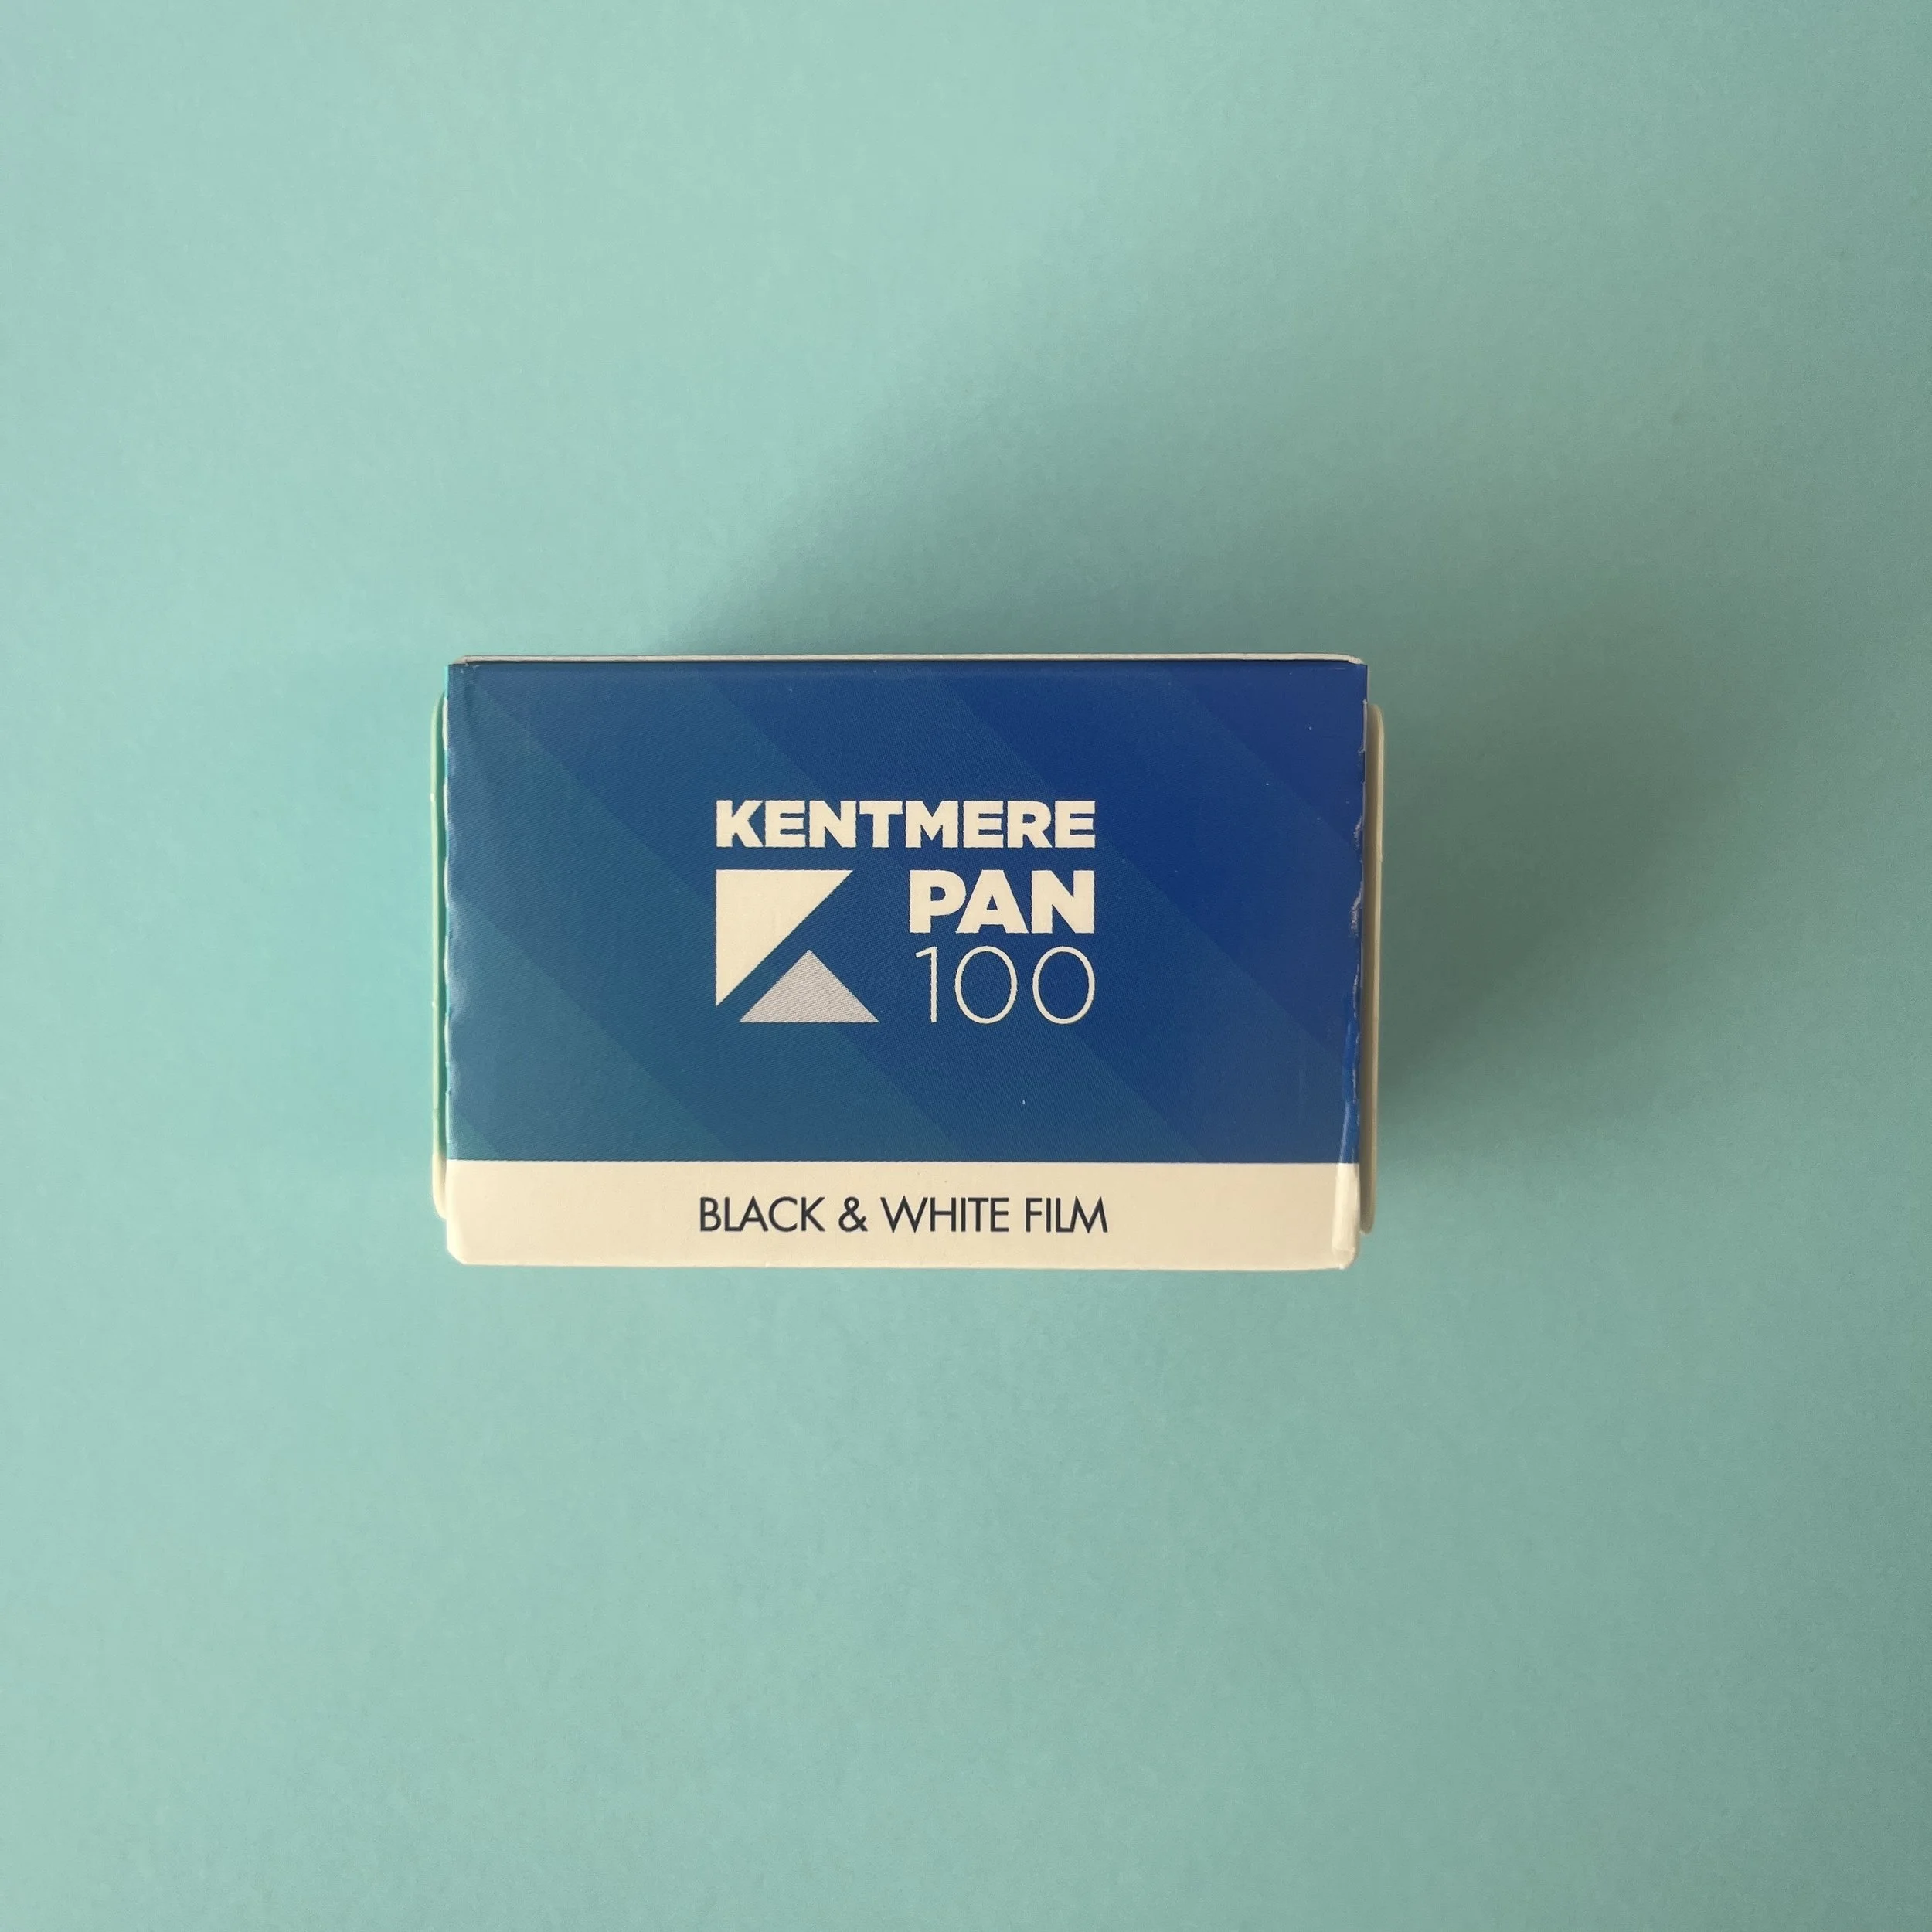 KENTMERE
PAN
100
BLACK & WHITE FILM